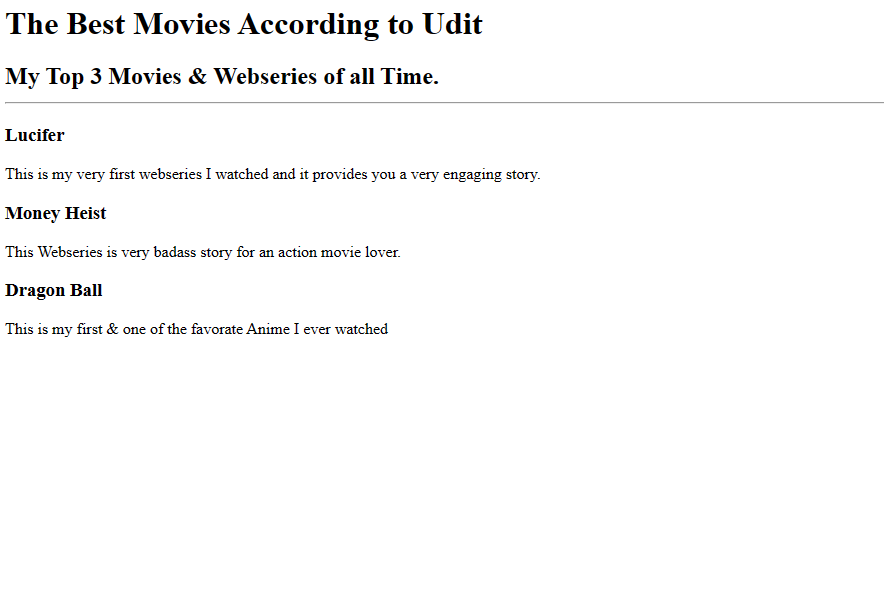 The Best Movies According to Udit
My Top 3 Movies & Webseries of all Time.
Lucifer
This is my very first webseries I watched and it provides you a very engaging story.
Money Heist
This Webseries is very badass story for an action movie lover.
Dragon Ball
This is my first & one of the favorate Anime I ever watched